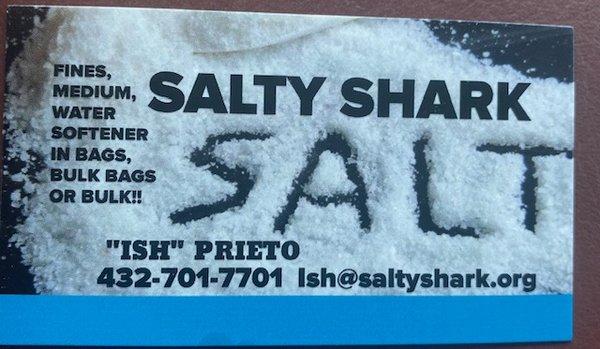 FINES,
MEDIUM,
WATER
SOFTENER
IN BAGS,
BULK BAGS
OR BULK!!
SALTY SHARK
SALT
"ISH" PRIETO
432-701-7701 Ish@saltyshark.org